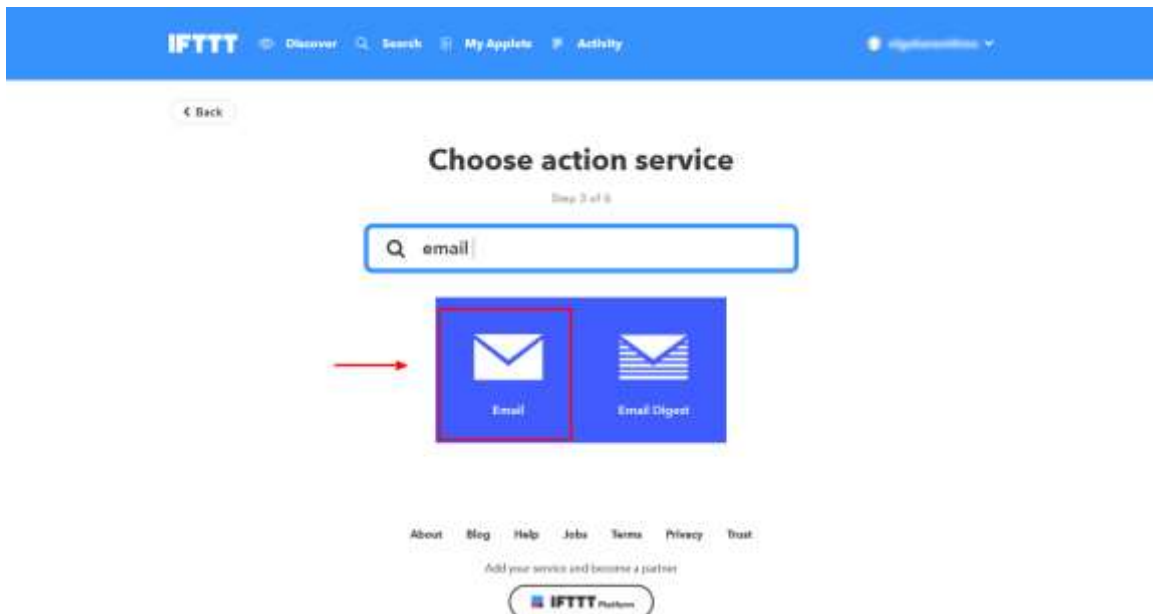 IFTTT Discover Search My Applets Activity
Back
Choose action service
Step 3 of 6
email
Email Email Digest
About Blog Help Jobs Terms Privacy Trust
Add your service and become a partner
IFTTT Platform